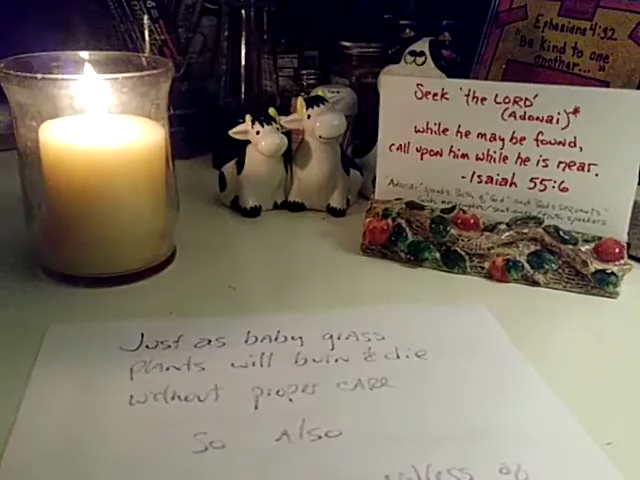 Ephesians 4:32
"Be kind to one
another..."
Seek 'the LORD'
(Adonai)*
while he may be found,
call upon him while he is near.
-Isaiah 55:6
Just as baby grass
plants will burn & die
without proper care
So Also